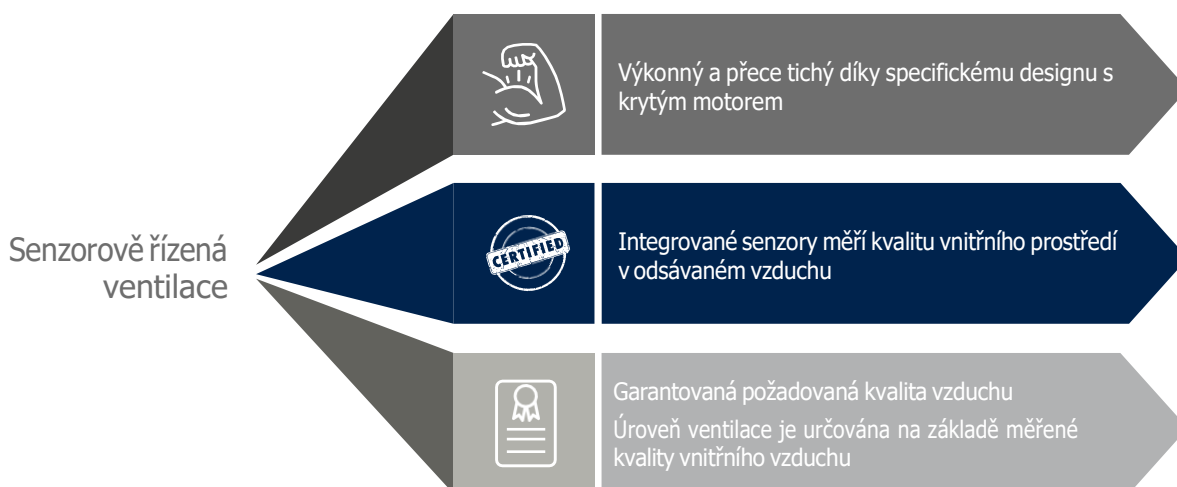 Výkonný a přece tichý díky specifickému designu s
krytým motorem
Senzorově řízená
ventilace
CERTIFIED
Integrované senzory měří kvalitu vnitřního prostředí
v odsávaném vzduchu
Garantovaná požadovaná kvalita vzduchu
Úroveň ventilace je určována na základě měřené
kvality vnitřního vzduchu